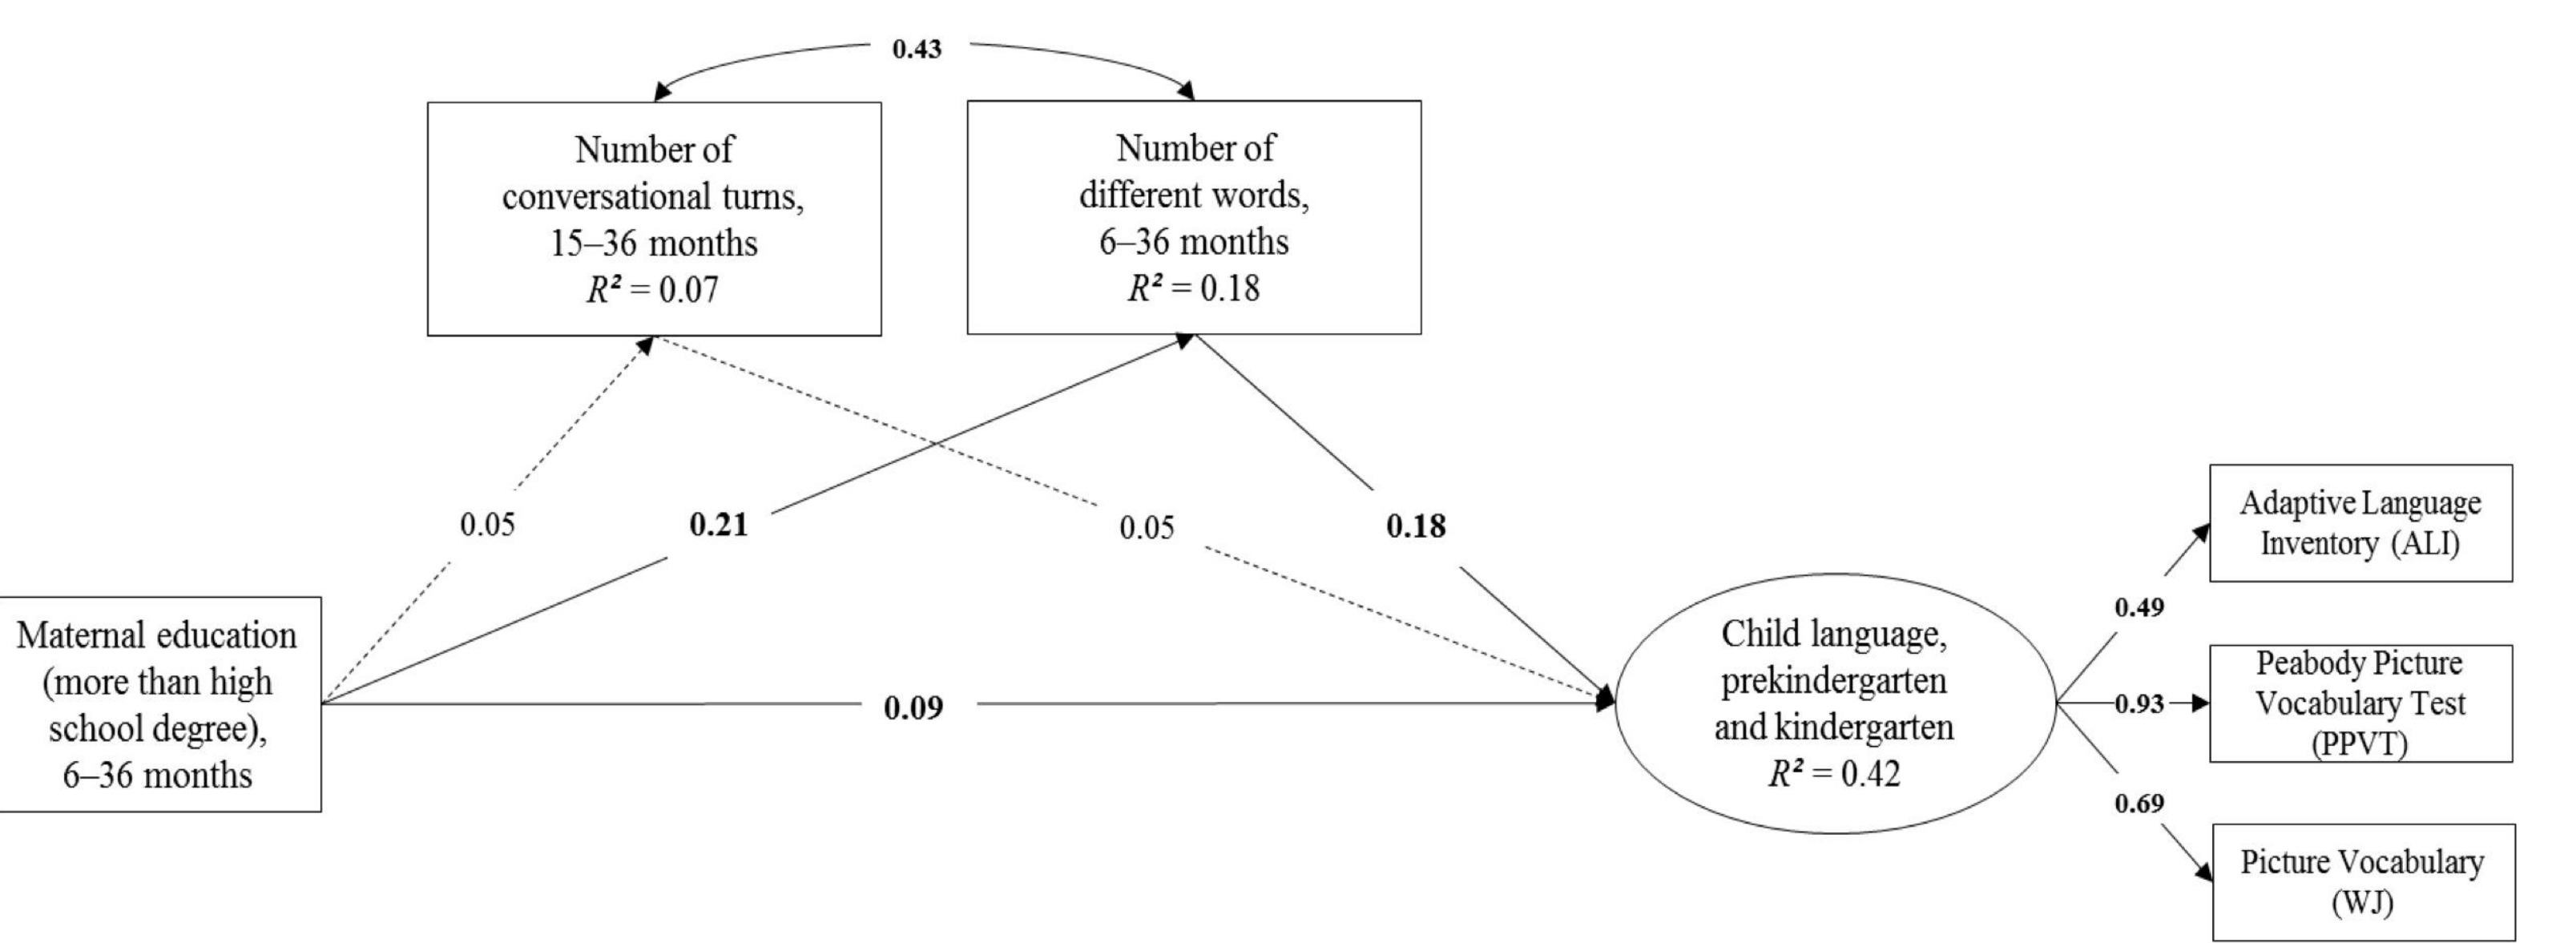 0.43
Number of
conversational turns,
15–36 months
R² = 0.07
Number of
different words,
6–36 months
R² = 0.18
0.05
0.21
0.05
0.18
Maternal education
(more than high
school degree),
6–36 months
0.09
Child language,
prekindergarten
and kindergarten
R² = 0.42
0.49
0.93
0.69
Adaptive Language
Inventory (ALI)
Peabody Picture
Vocabulary Test
(PPVT)
Picture Vocabulary
(WJ)